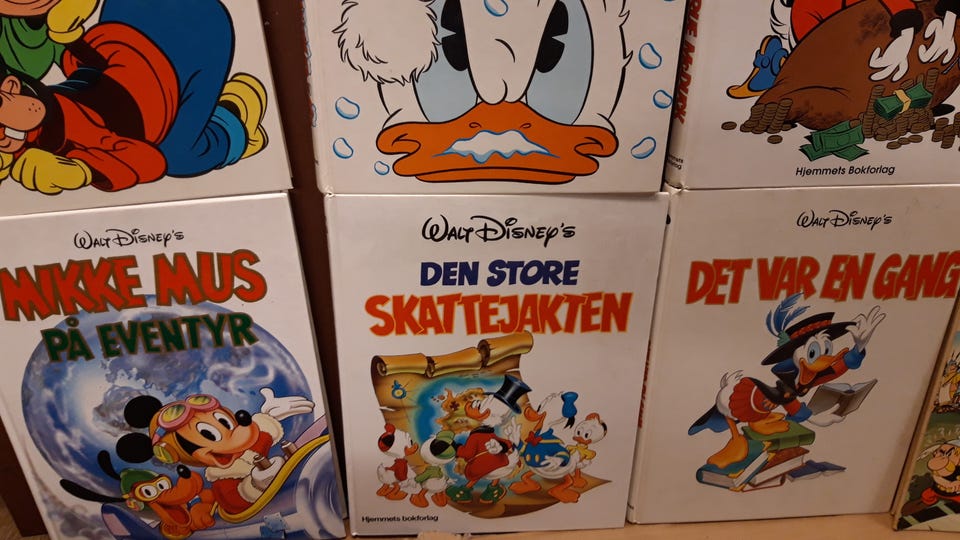 Hjemmets Bokforlag
WALT DISNEY'S
MIKKE MUS
PÅ EVENTYR
WALT DISNEY'S
DEN STORE
SKATTEJAKTEN
Hjemmets bokforlag
WALT DISNEY'S
DET VAR EN GANG